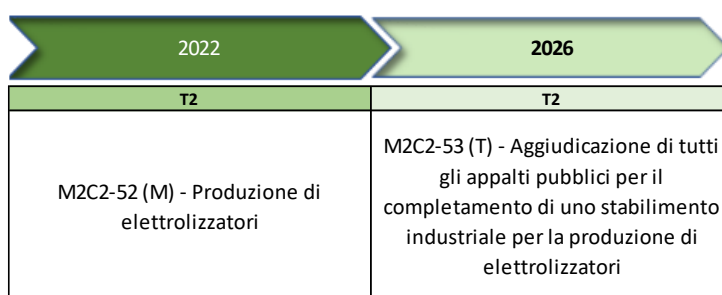 2022
2026
T2
T2
M2C2-52 (M) - Produzione di
elettrolizzatori
M2C2-53 (T) - Aggiudicazione di tutti
gli appalti pubblici per il
completamento di uno stabilimento
industriale per la produzione di
elettrolizzatori